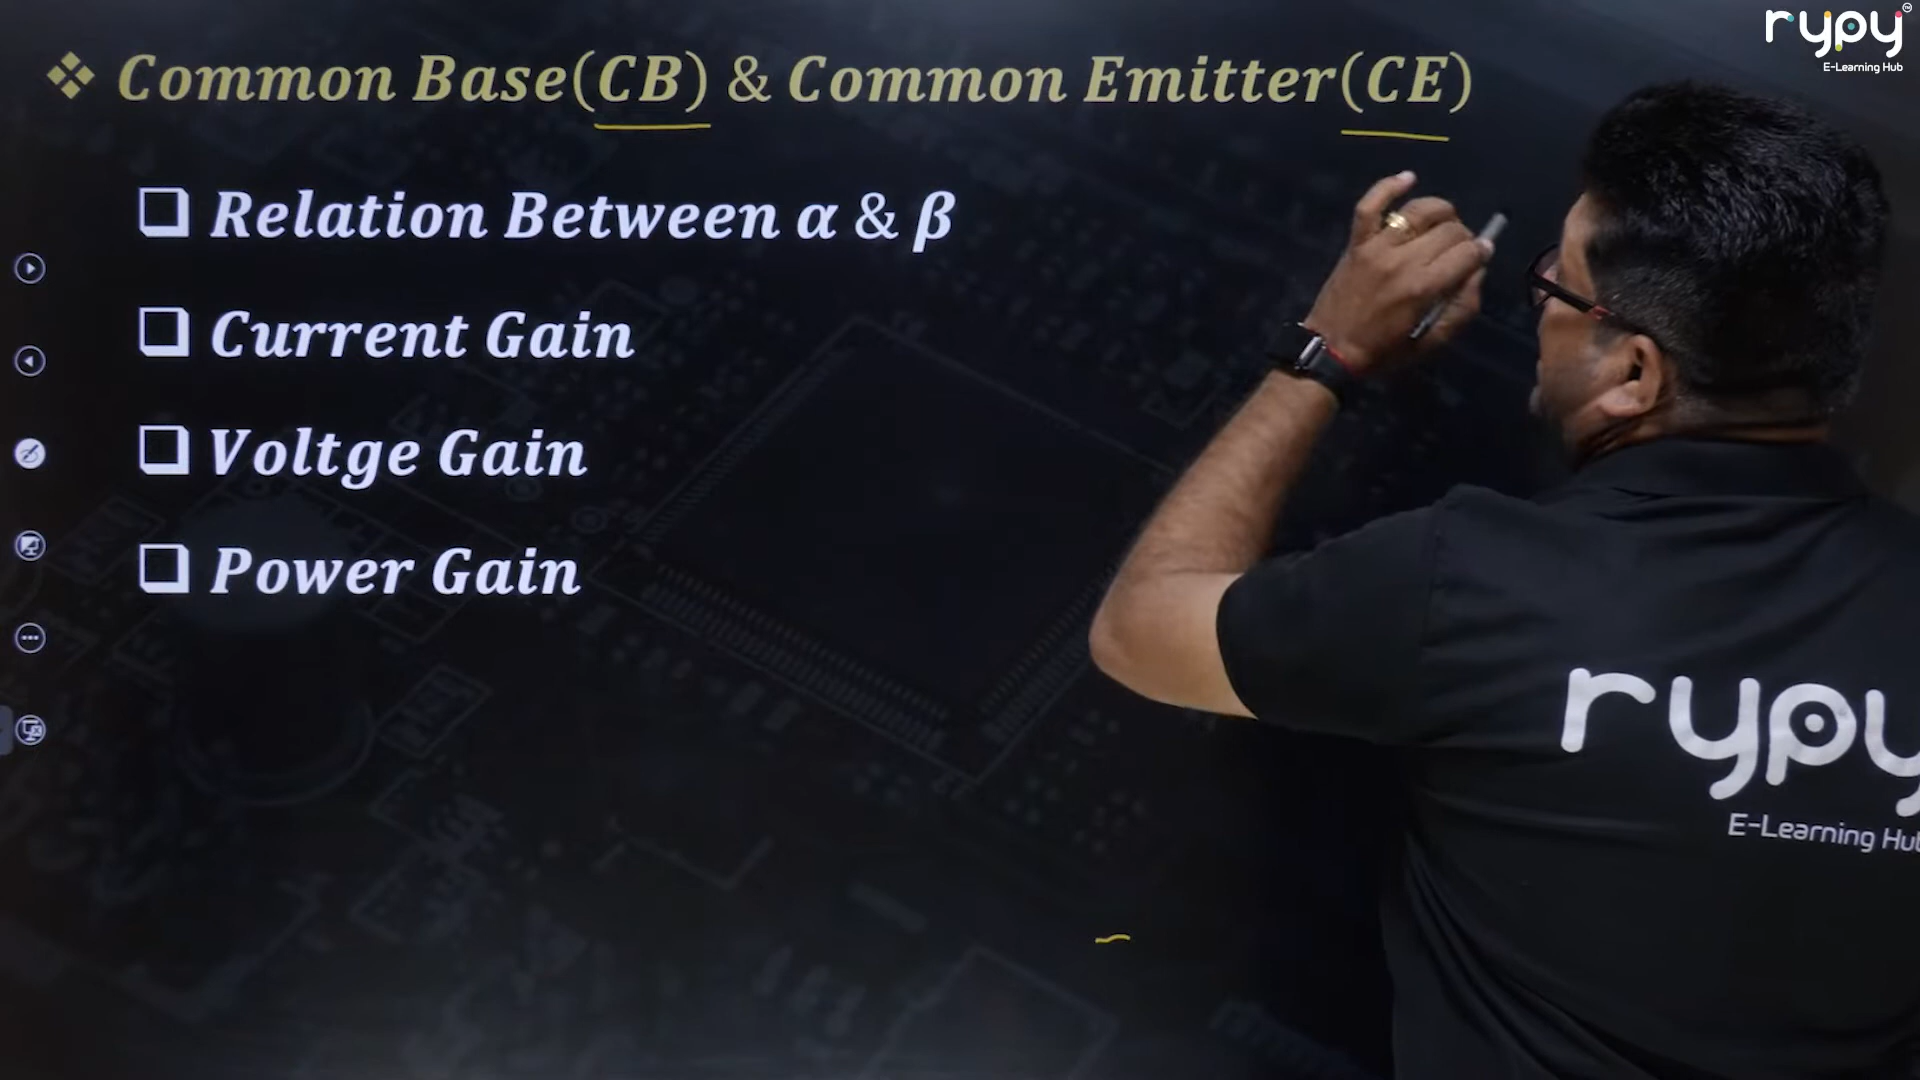 rypy TM
E-Learning Hub
❖ Common Base(CB) & Common Emitter(CE)
❑ Relation Between α & β
❑ Current Gain
❑ Voltge Gain
❑ Power Gain
rypy
E-Learning Hub